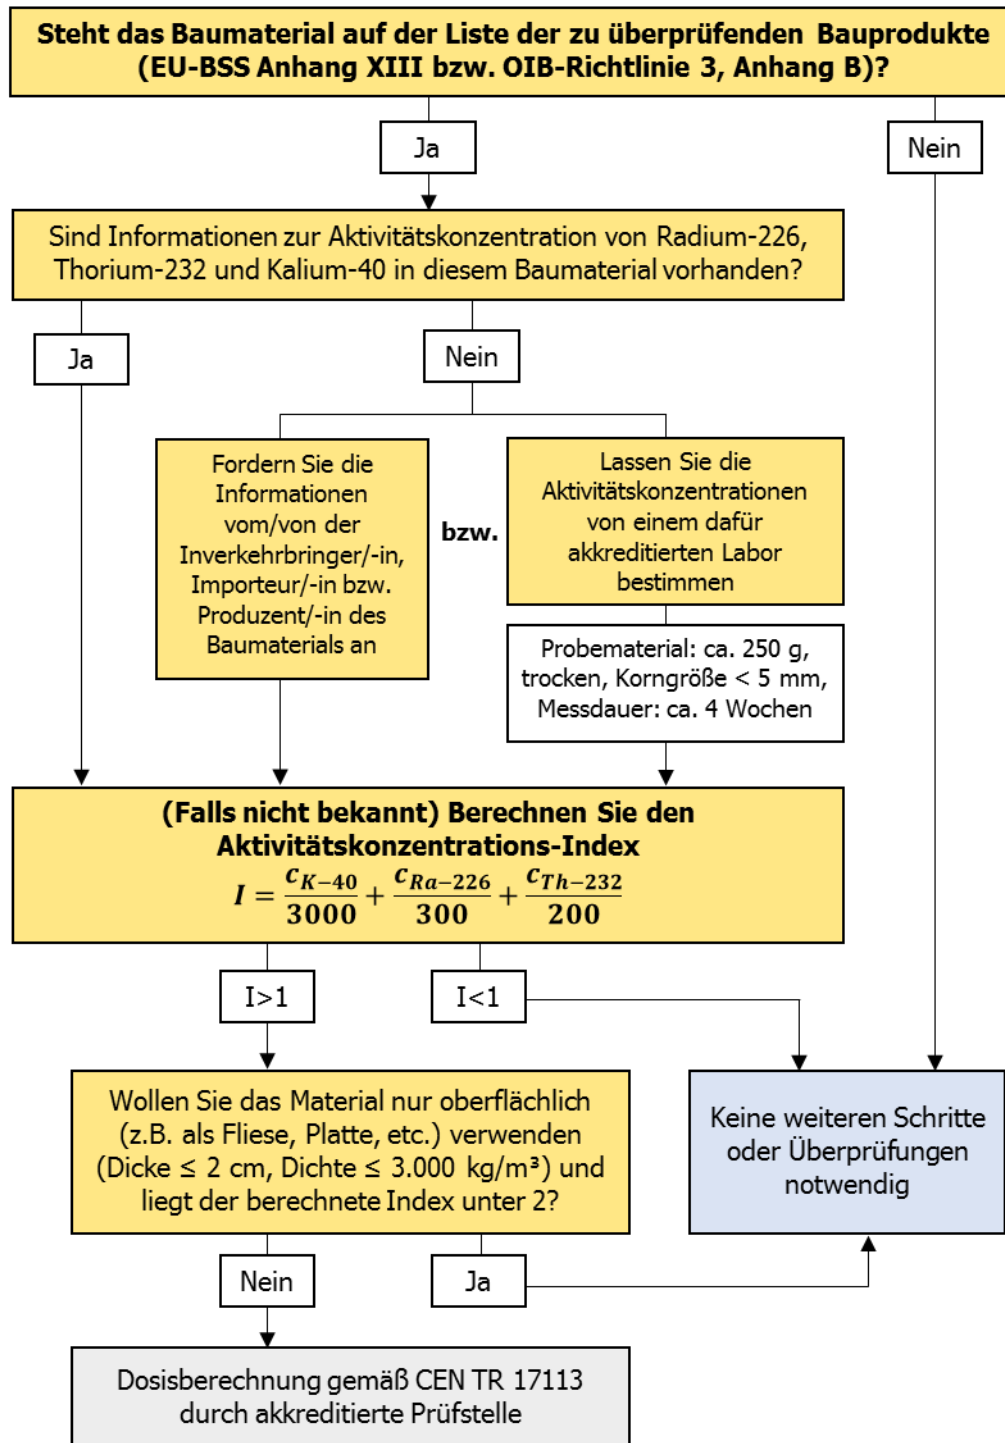 Steht das Baumaterial auf der Liste der zu überprüfenden Bauprodukte
(EU-BSS Anhang XIII bzw. OIB-Richtlinie 3, Anhang B)?
Ja
Nein
Sind Informationen zur Aktivitätskonzentration von Radium-226,
Thorium-232 und Kalium-40 in diesem Baumaterial vorhanden?
Ja
Nein
Fordern Sie die
Informationen
vom/von der
Inverkehrbringer/-in,
Importeur/-in bzw.
Produzent/-in des
Baumaterials an
bzw.
Lassen Sie die
Aktivitätskonzentrationen
von einem dafür
akkreditierten Labor
bestimmen
Probematerial: ca. 250 g,
trocken, Korngröße < 5 mm,
Messdauer: ca. 4 Wochen
(Falls nicht bekannt) Berechnen Sie den
Aktivitätskonzentrations-Index
I = c_{K-40}/3000 + c_{Ra-226}/300 + c_{Th-232}/200
I>1
I<1
Wollen Sie das Material nur oberflächlich
(z.B. als Fliese, Platte, etc.) verwenden
(Dicke ≤ 2 cm, Dichte ≤ 3.000 kg/m³) und
liegt der berechnete Index unter 2?
Keine weiteren Schritte
oder Überprüfungen
notwendig
Nein
Ja
Dosisberechnung gemäß CEN TR 17113
durch akkreditierte Prüfstelle